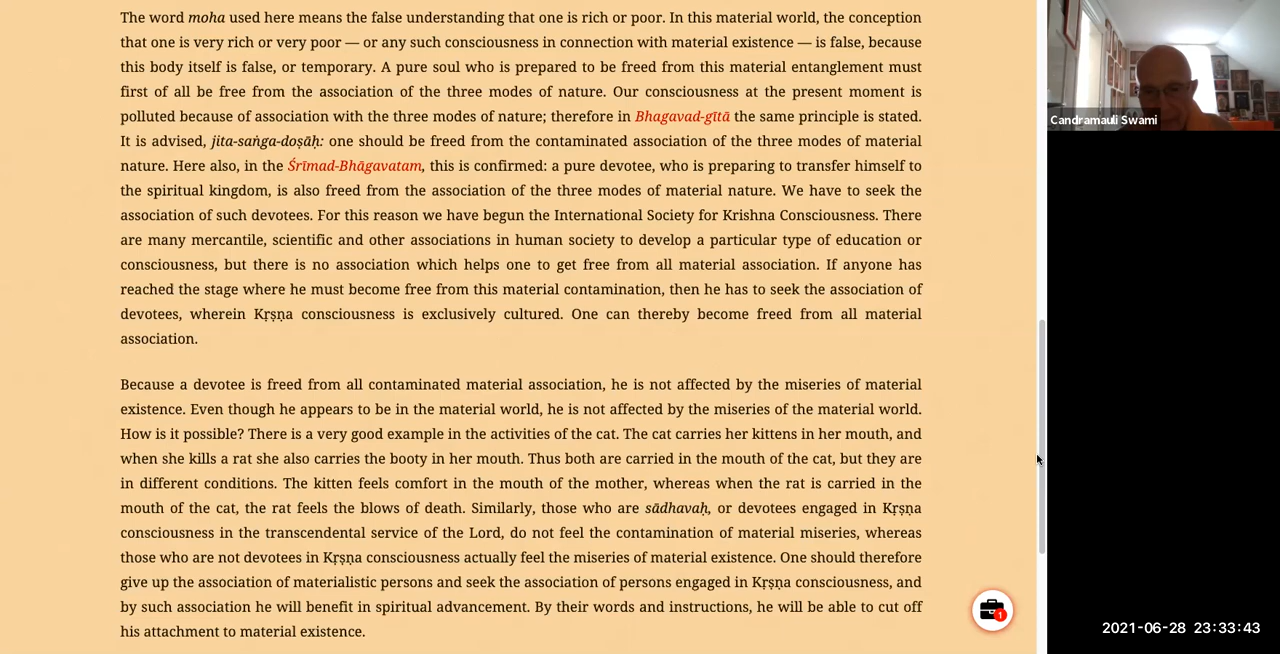 The word moha used here means the false understanding that one is rich or poor. In this material world, the conception
that one is very rich or very poor — or any such consciousness in connection with material existence — is false, because
this body itself is false, or temporary. A pure soul who is prepared to be freed from this material entanglement must
first of all be free from the association of the three modes of nature. Our consciousness at the present moment is
polluted because of association with the three modes of nature; therefore in Bhagavad-gītā the same principle is stated.
It is advised, jita-saṅga-doṣāḥ: one should be freed from the contaminated association of the three modes of material
nature. Here also, in the Śrīmad-Bhāgavatam, this is confirmed: a pure devotee, who is preparing to transfer himself to
the spiritual kingdom, is also freed from the association of the three modes of material nature. We have to seek the
association of such devotees. For this reason we have begun the International Society for Krishna Consciousness. There
are many mercantile, scientific and other associations in human society to develop a particular type of education or
consciousness, but there is no association which helps one to get free from all material association. If anyone has
reached the stage where he must become free from this material contamination, then he has to seek the association of
devotees, wherein Kṛṣṇa consciousness is exclusively cultured. One can thereby become freed from all material
association.
Because a devotee is freed from all contaminated material association, he is not affected by the miseries of material
existence. Even though he appears to be in the material world, he is not affected by the miseries of the material world.
How is it possible? There is a very good example in the activities of the cat. The cat carries her kittens in her mouth, and
when she kills a rat she also carries the booty in her mouth. Thus both are carried in the mouth of the cat, but they are
in different conditions. The kitten feels comfort in the mouth of the mother, whereas when the rat is carried in the
mouth of the cat, the rat feels the blows of death. Similarly, those who are sādhavaḥ, or devotees engaged in Kṛṣṇa
consciousness in the transcendental service of the Lord, do not feel the contamination of material miseries, whereas
those who are not devotees in Kṛṣṇa consciousness actually feel the miseries of material existence. One should therefore
give up the association of materialistic persons and seek the association of persons engaged in Kṛṣṇa consciousness, and
by such association he will benefit in spiritual advancement. By their words and instructions, he will be able to cut off
his attachment to material existence.
Candramauli Swami
1
2021-06-28 23:33:43